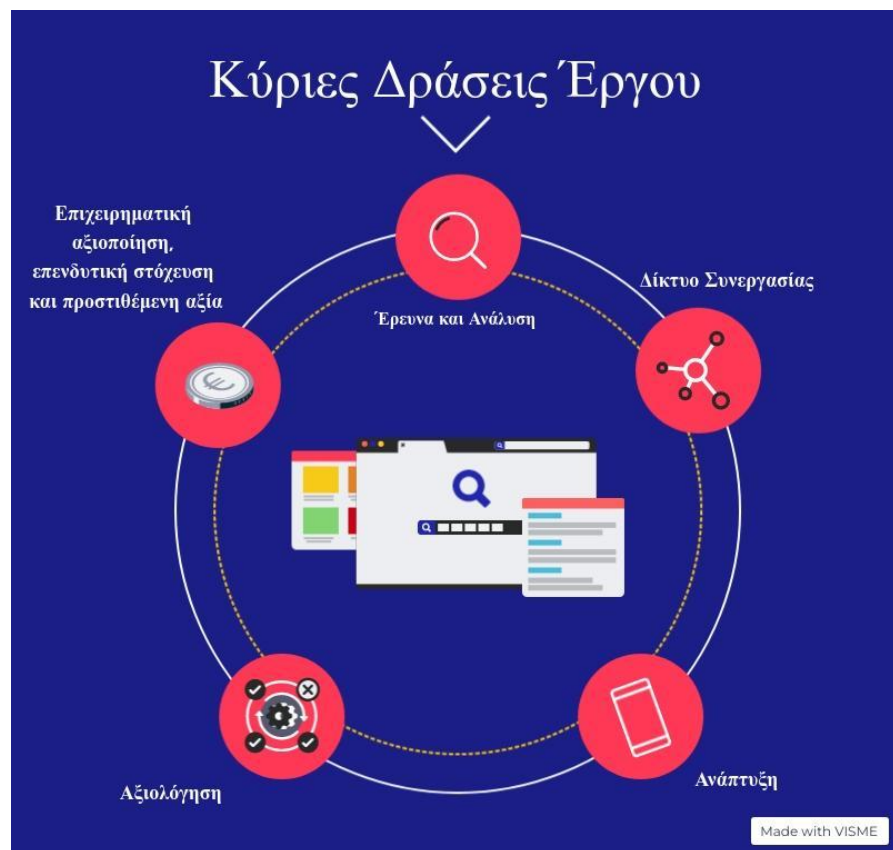 Κύριες Δράσεις Έργου
Έρευνα και Ανάλυση
Δίκτυο Συνεργασίας
Ανάπτυξη
Αξιολόγηση
Επιχειρηματική
αξιοποίηση,
επενδυτική στόχευση
και προστιθέμενη αξία
Made with VISME